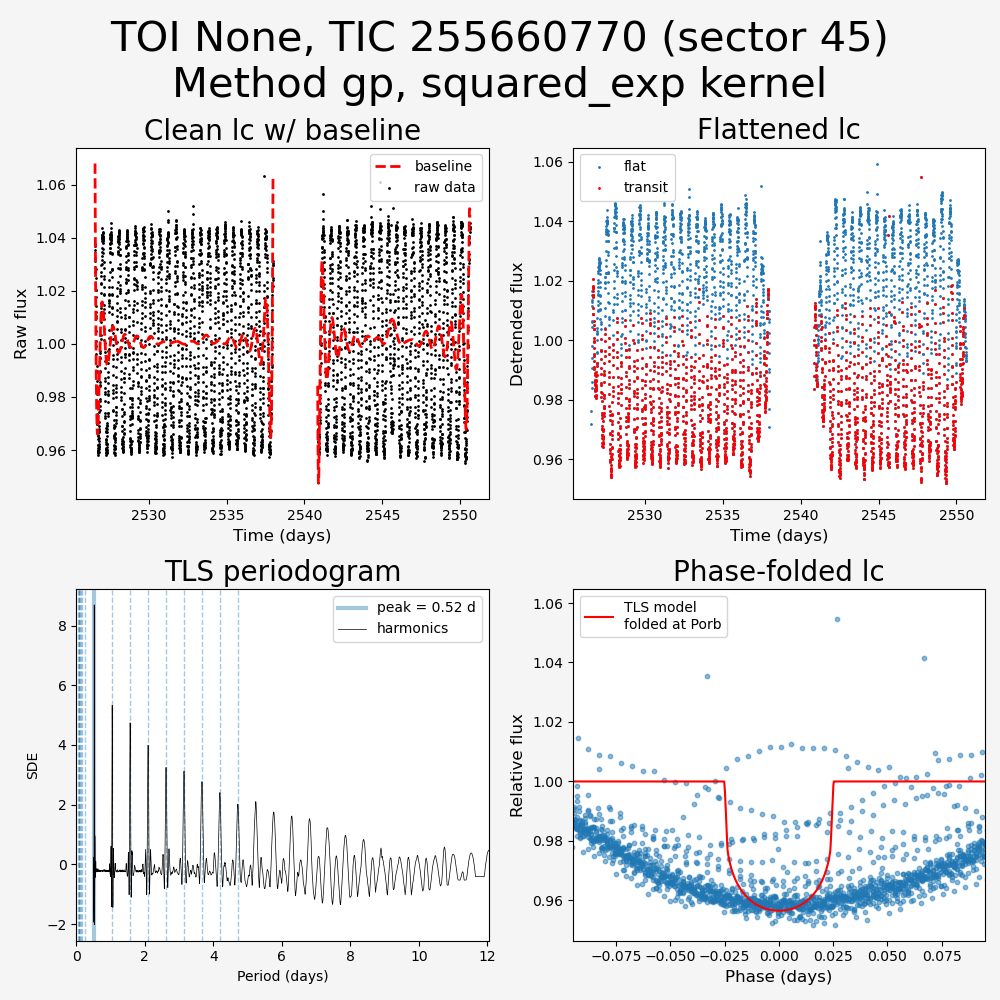 TOI None, TIC 255660770 (sector 45)
Method gp, squared_exp kernel
Clean lc w/ baseline
baseline
raw data
1.06
1.04
1.02
1.00
0.98
0.96
Raw flux
2530
2535
2540
2545
2550
Time (days)
Flattened lc
flat
transit
1.06
1.04
1.02
1.00
0.98
0.96
Detrended flux
2530
2535
2540
2545
2550
Time (days)
TLS periodogram
peak = 0.52 d
harmonics
8
6
4
2
0
−2
SDE
0
2
4
6
8
10
12
Period (days)
Phase-folded lc
TLS model
folded at Porb
1.06
1.04
1.02
1.00
0.98
0.96
Relative flux
−0.075
−0.050
−0.025
0.000
0.025
0.050
0.075
Phase (days)